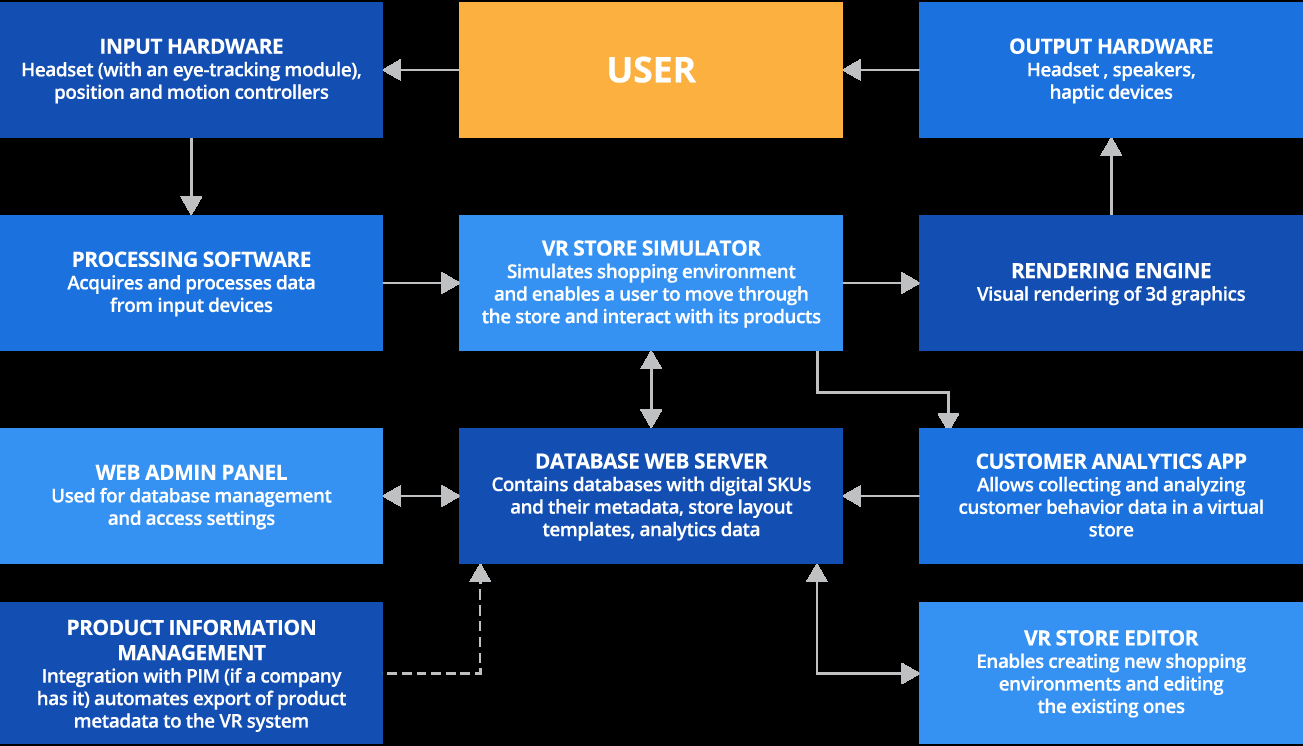 INPUT HARDWARE
Headset (with an eye-tracking module),
position and motion controllers
USER
OUTPUT HARDWARE
Headset , speakers,
haptic devices
PROCESSING SOFTWARE
Acquires and processes data
from input devices
VR STORE SIMULATOR
Simulates shopping environment
and enables a user to move through
the store and interact with its products
RENDERING ENGINE
Visual rendering of 3d graphics
WEB ADMIN PANEL
Used for database management
and access settings
DATABASE WEB SERVER
Contains databases with digital SKUs
and their metadata, store layout
templates, analytics data
CUSTOMER ANALYTICS APP
Allows collecting and analyzing
customer behavior data in a virtual
store
PRODUCT INFORMATION
MANAGEMENT
Integration with PIM (if a company
has it) automates export of product
metadata to the VR system
VR STORE EDITOR
Enables creating new shopping
environments and editing
the existing ones